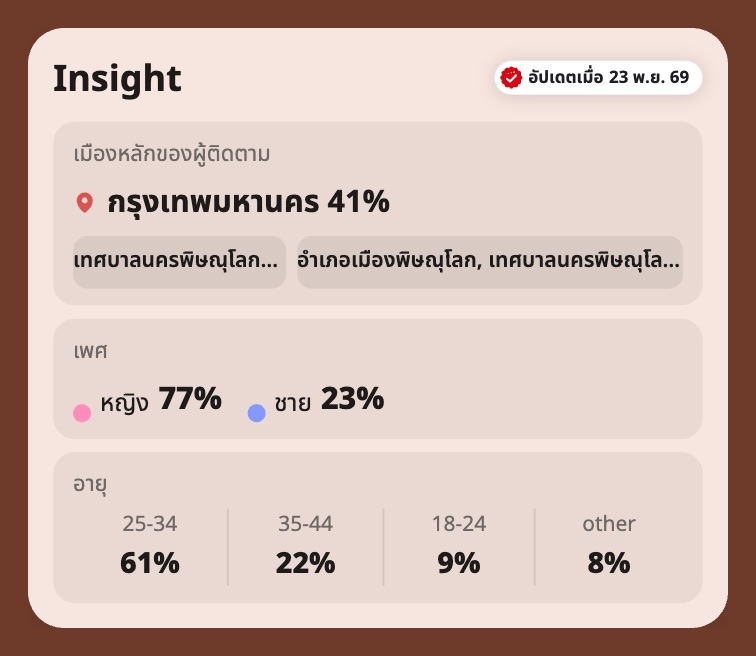 Insight
อัปเดตเมื่อ 23 พ.ย. 69
เมืองหลักของผู้ติดตาม
กรุงเทพมหานคร 41%
เทศบาลนครพิษณุโลก...
อำเภอเมืองพิษณุโลก, เทศบาลนครพิษณุโล...
เพศ
หญิง 77% ชาย 23%
อายุ
25-34 35-44 18-24 other
61% 22% 9% 8%